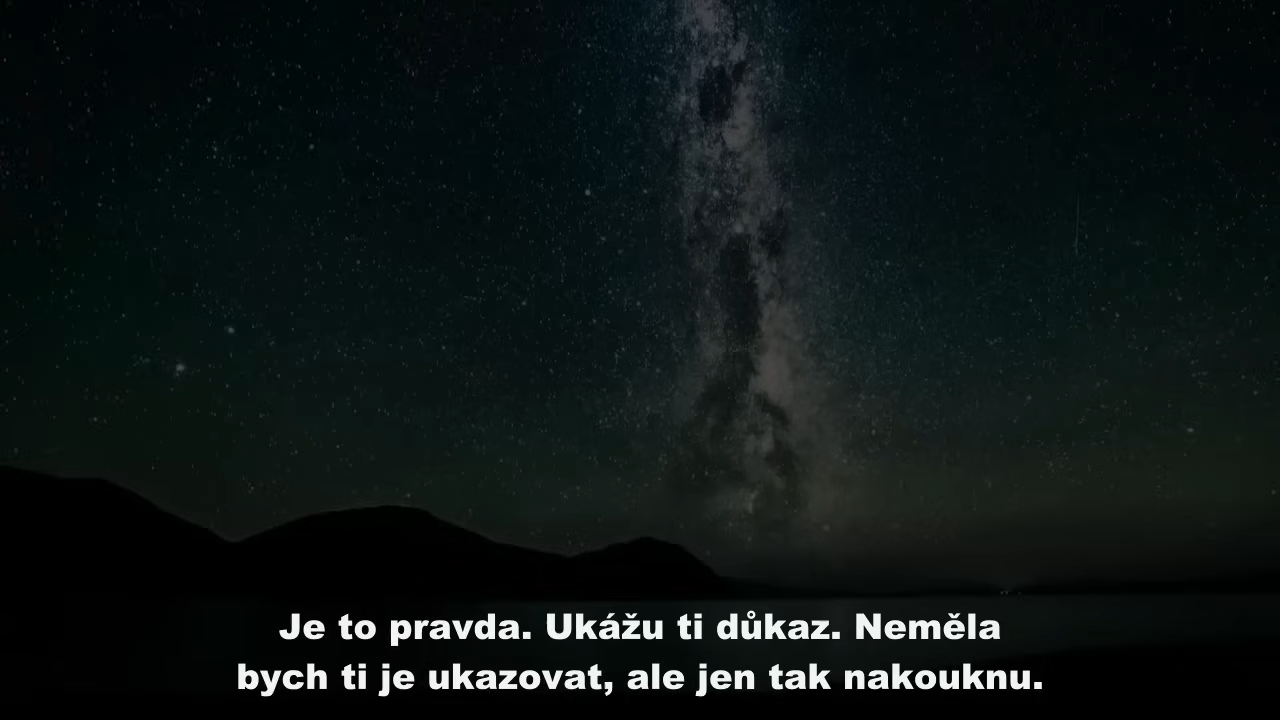 Je to pravda. Ukážu ti důkaz. Neměla
bych ti je ukazovat, ale jen tak nakouknu.